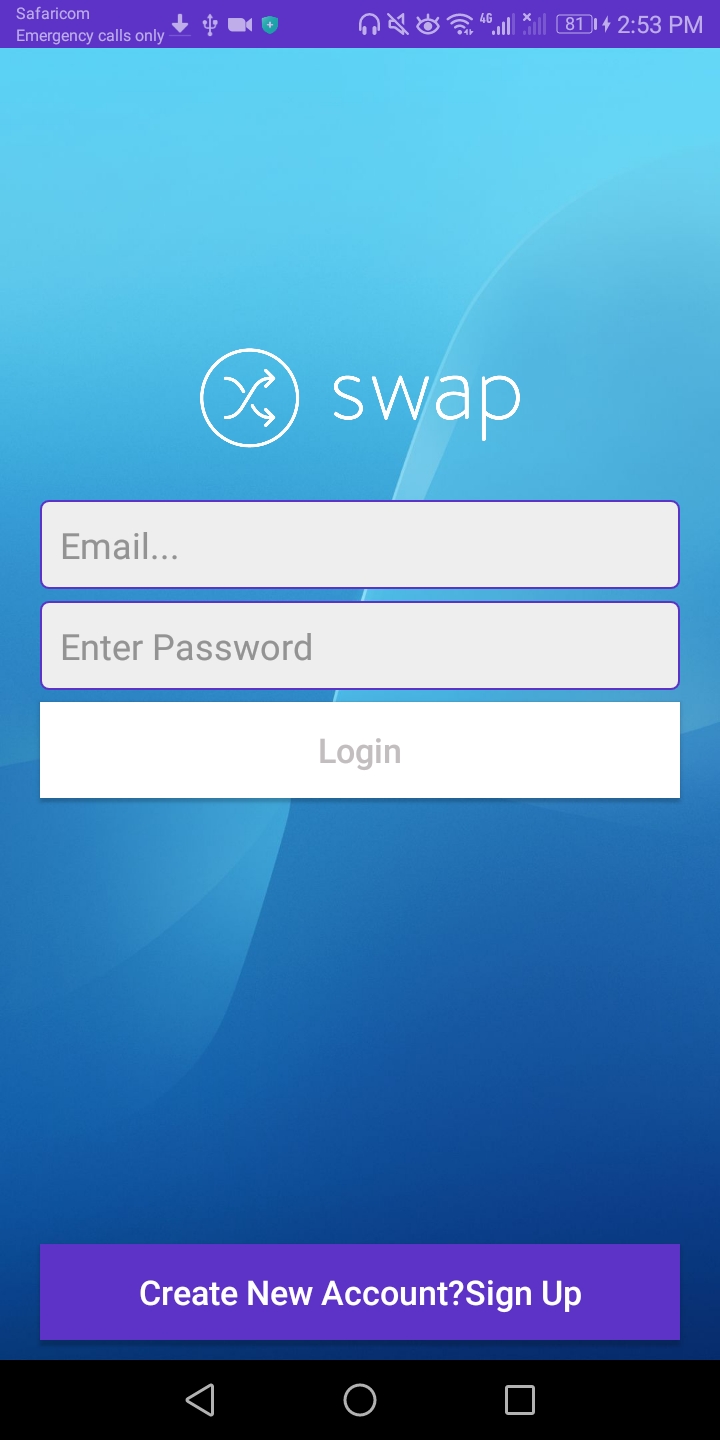 Safaricom
Emergency calls only
4G 81 2:53 PM
swap
Email...
Enter Password
Login
Create New Account?Sign Up